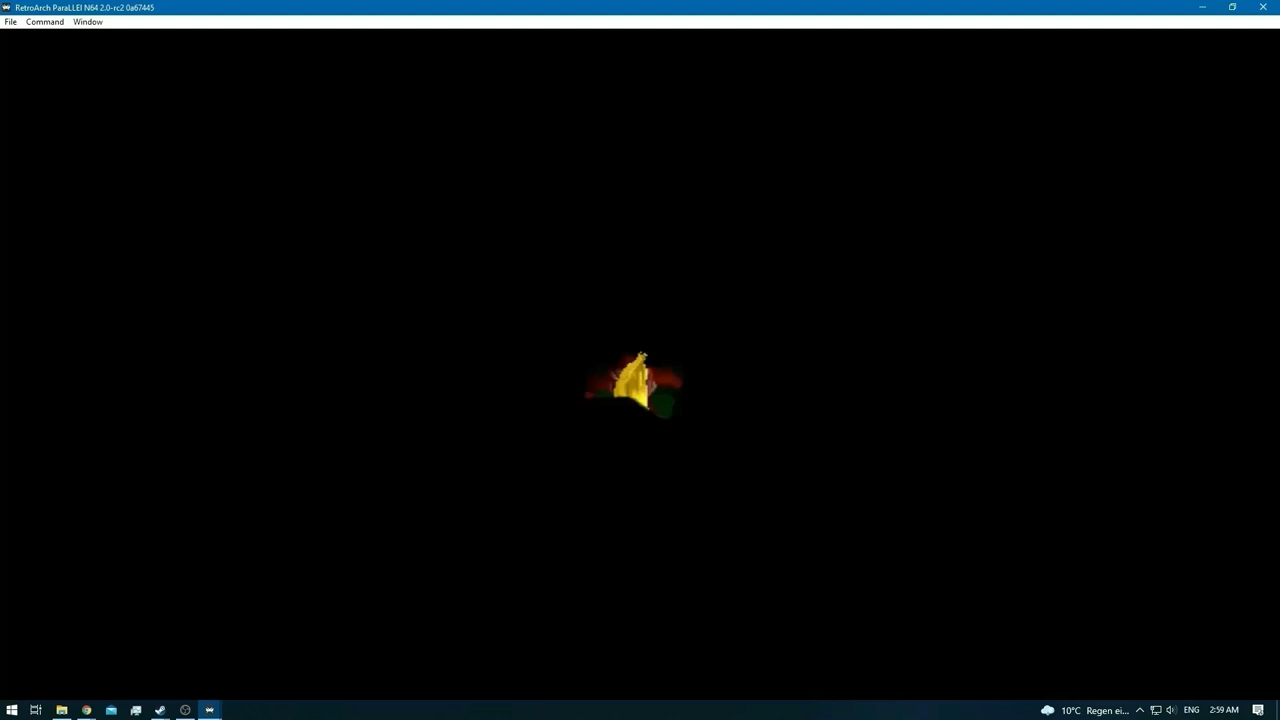 RetroArch ParaLLEl N64 2.0-rc2 0a67445
File Command Window
10°C Regen ei... ENG 2:59 AM